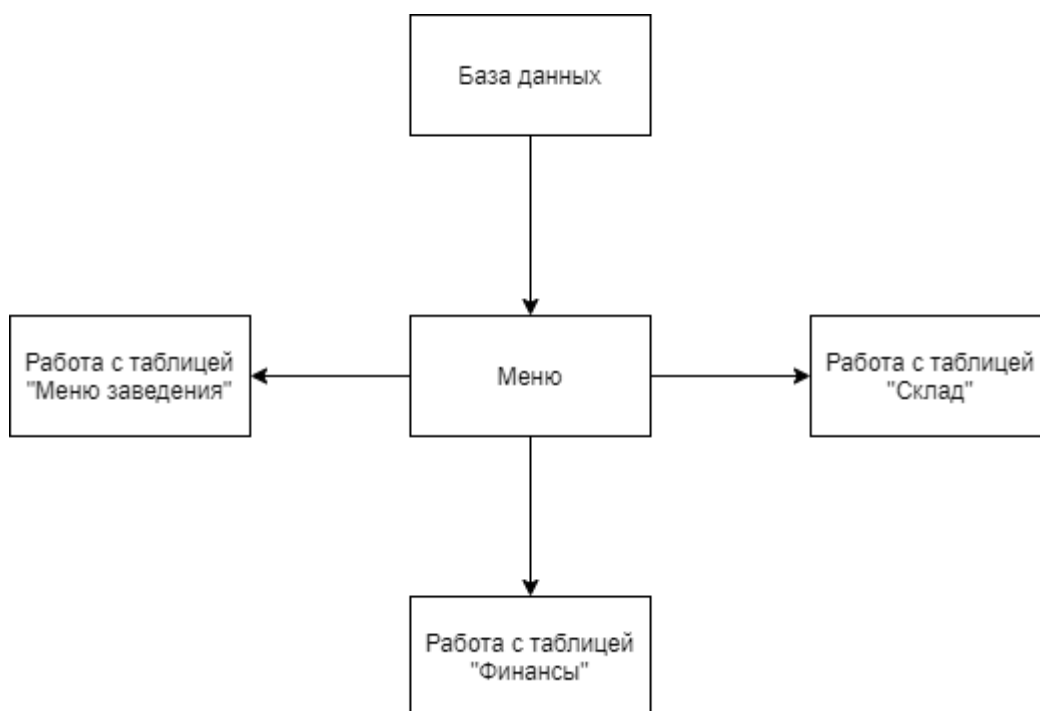 База данных
Работа с таблицей
"Меню заведения"
Меню
Работа с таблицей
"Склад"
Работа с таблицей
"Финансы"